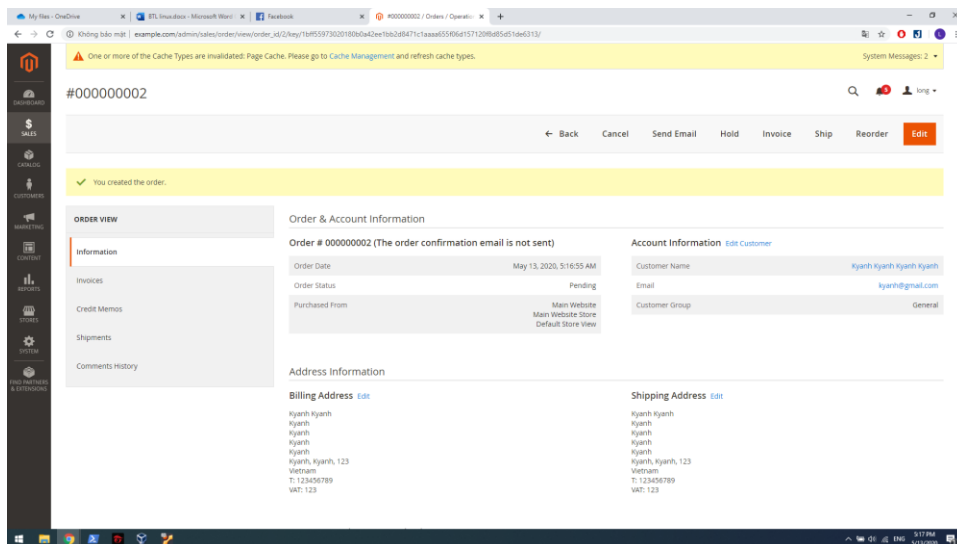 My files - OneDrive
BTL linux.docx - Microsoft Word
Facebook
#000000002 / Orders / Operatio
Không bảo mật | example.com/admin/sales/order/view/order_id/2/key/
One or more of the Cache Types are invalidated: Page Cache. Please go to Cache Management and refresh cache types.
System Messages: 2
#000000002
long
← Back
Cancel
Send Email
Hold
Invoice
Ship
Reorder
Edit
You created the order.
DASHBOARD
SALES
CATALOG
CUSTOMERS
MARKETING
CONTENT
REPORTS
STORES
SYSTEM
FIND PARTNERS
& EXTENSIONS
ORDER VIEW
Information
Invoices
Credit Memos
Shipments
Comments History
Order & Account Information
Order # 000000002 (The order confirmation email is not sent)
Order Date May 13, 2020, 5:16:55 AM
Order Status Pending
Purchased From Main Website
Main Website Store
Default Store View
Account Information Edit Customer
Customer Name Kyanh Kyanh Kyanh Kyanh
Email kyanh@gmail.com
Customer Group General
Address Information
Billing Address Edit
Kyanh Kyanh
Kyanh
Kyanh
Kyanh
Kyanh
Kyanh, Kyanh, 123
Vietnam
T: 123456789
VAT: 123
Shipping Address Edit
Kyanh Kyanh
Kyanh
Kyanh
Kyanh
Kyanh
Kyanh, Kyanh, 123
Vietnam
T: 123456789
VAT: 123
ENG
5:17 PM
5/13/2020